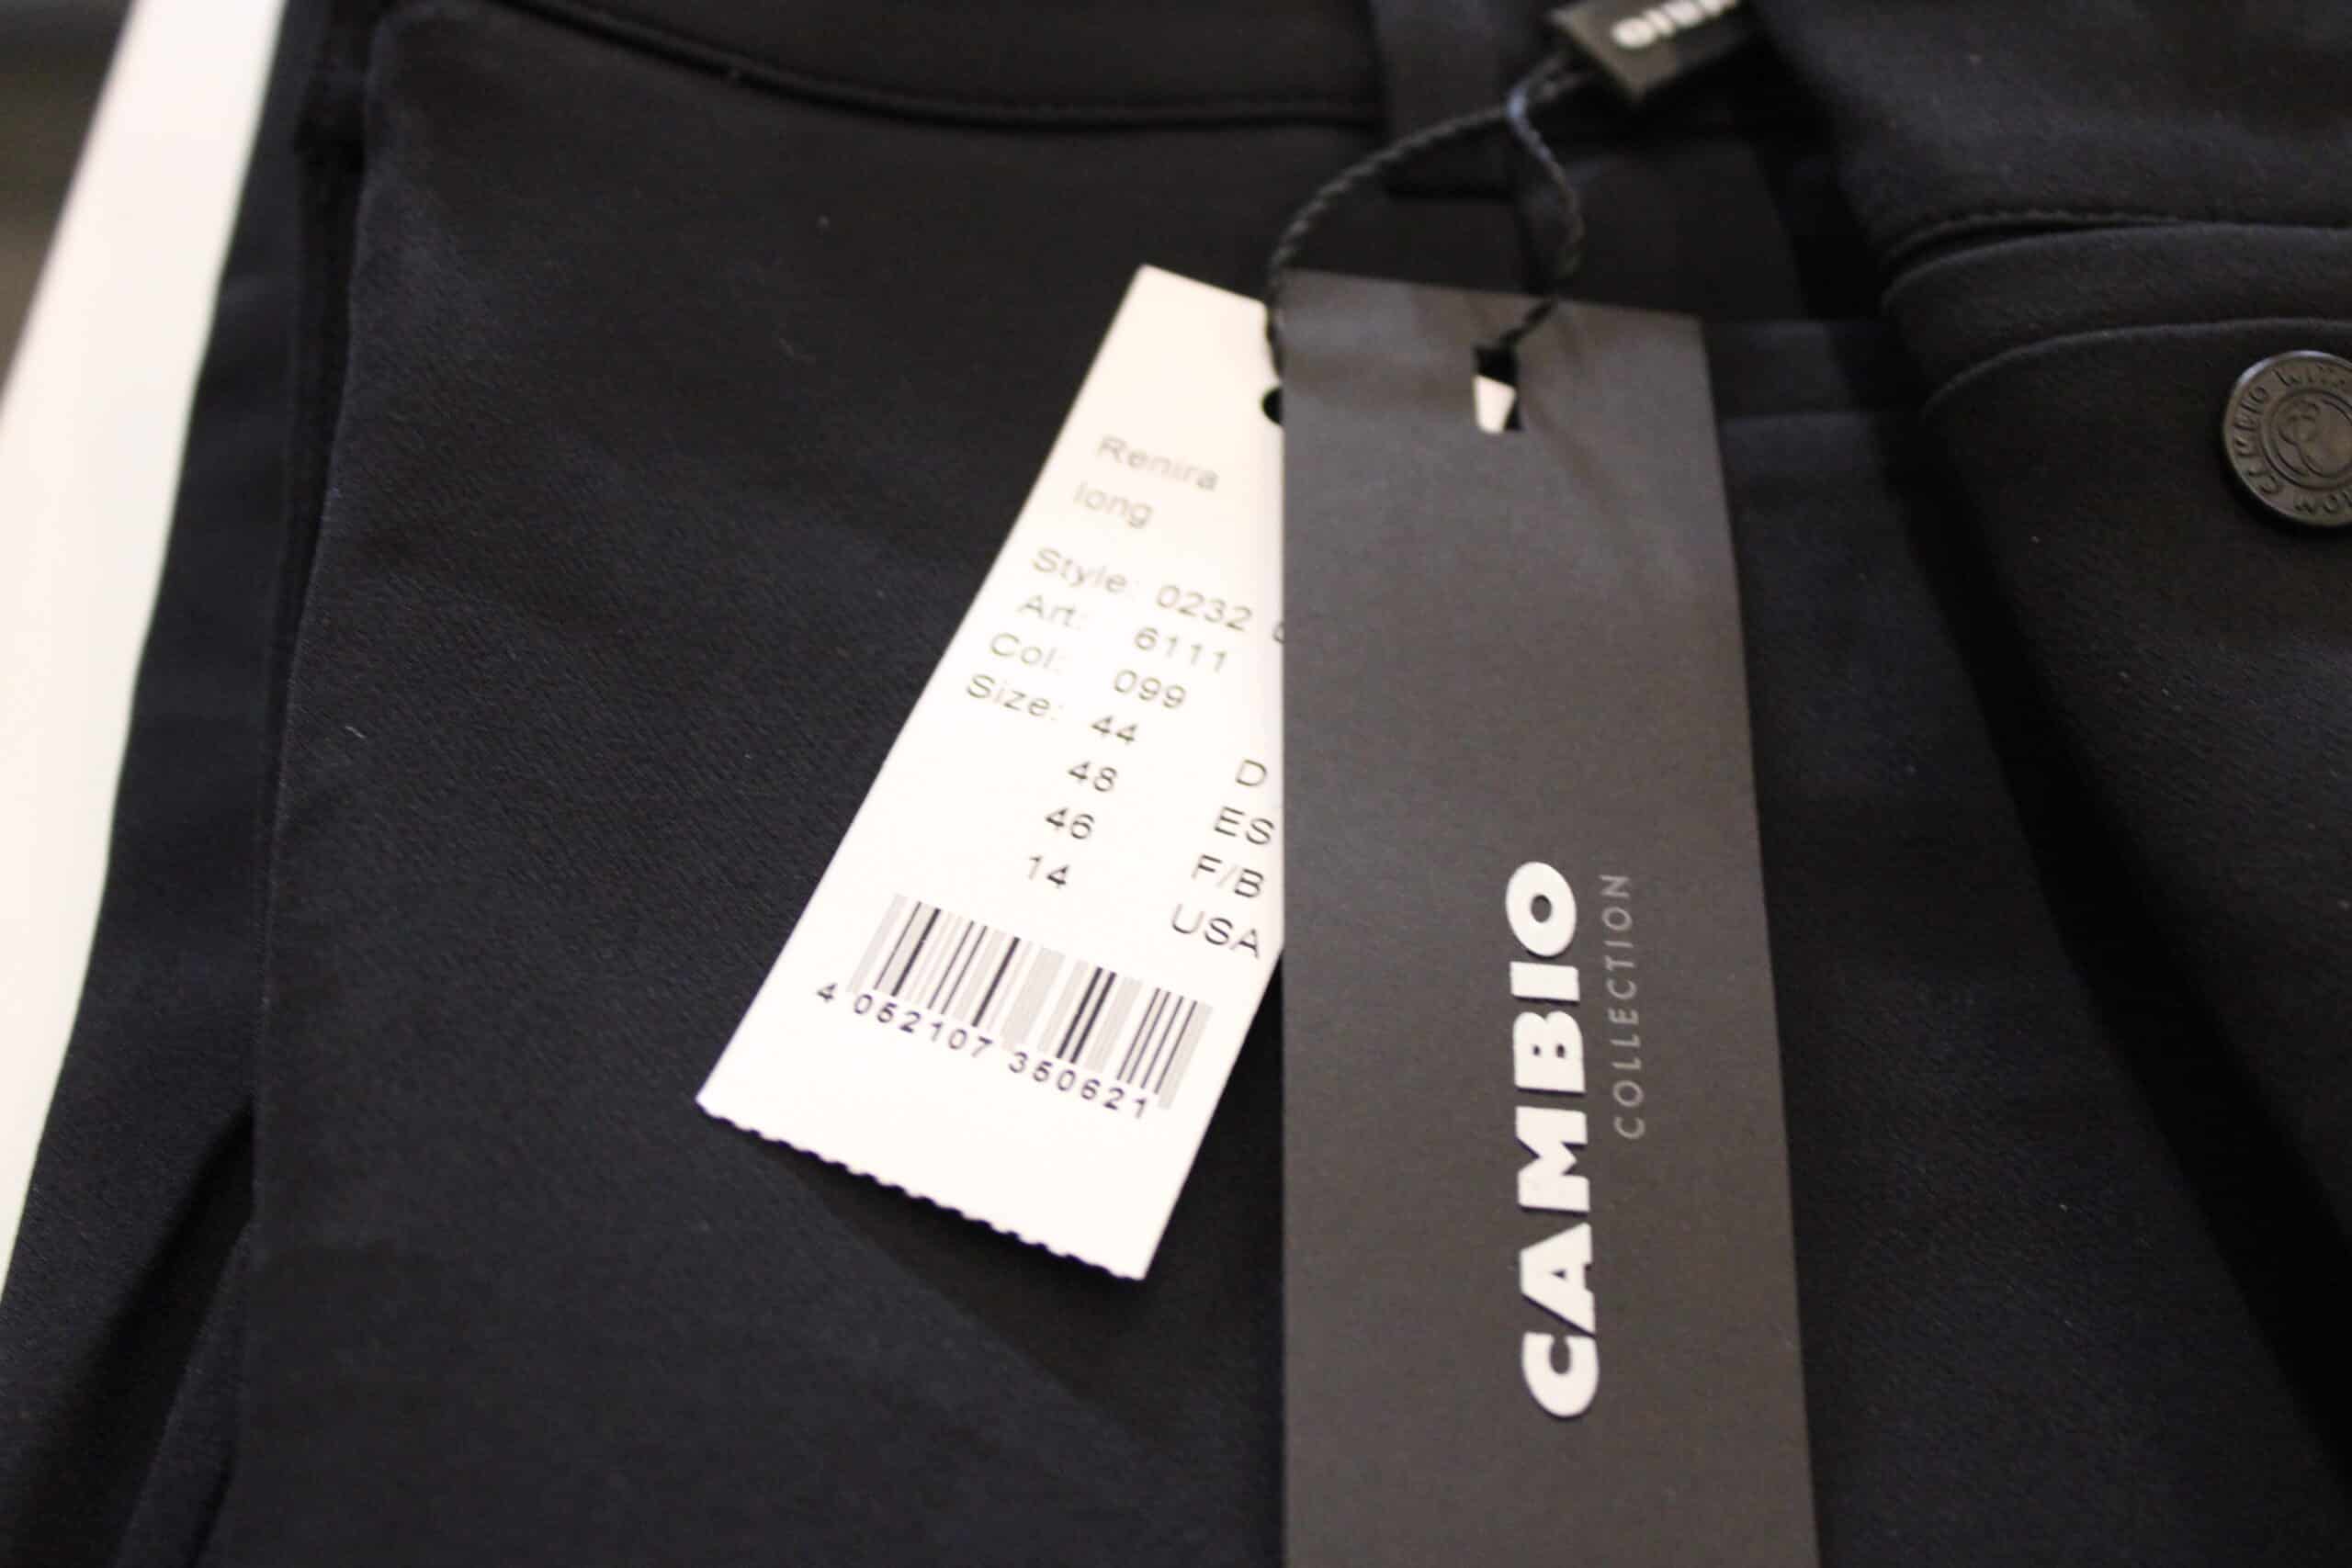 Renira
long
Style: 0232
Art: 6111
Col: 099
Size: 44 D
48 ES
46 F/B
14 USA
4 052107 350621
CAMBIO
COLLECTION
CAMBIO